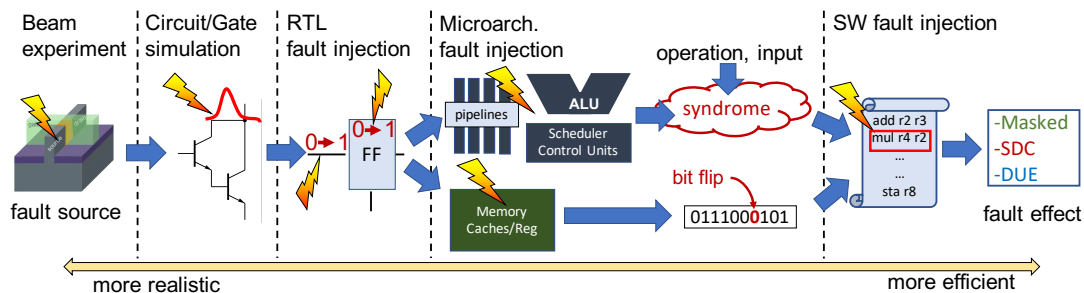 Beam
experiment
Circuit/Gate
simulation
RTL
fault injection
Microarch.
fault injection
SW fault injection
operation, input
syndrome
pipelines
ALU
Scheduler
Control Units
0→1
0→1
FF
add r2 r3
mul r4 r2
...
...
sta r8
-Masked
-SDC
-DUE
fault source
Memory
Caches/Reg
bit flip
0111000101
fault effect
more realistic
more efficient